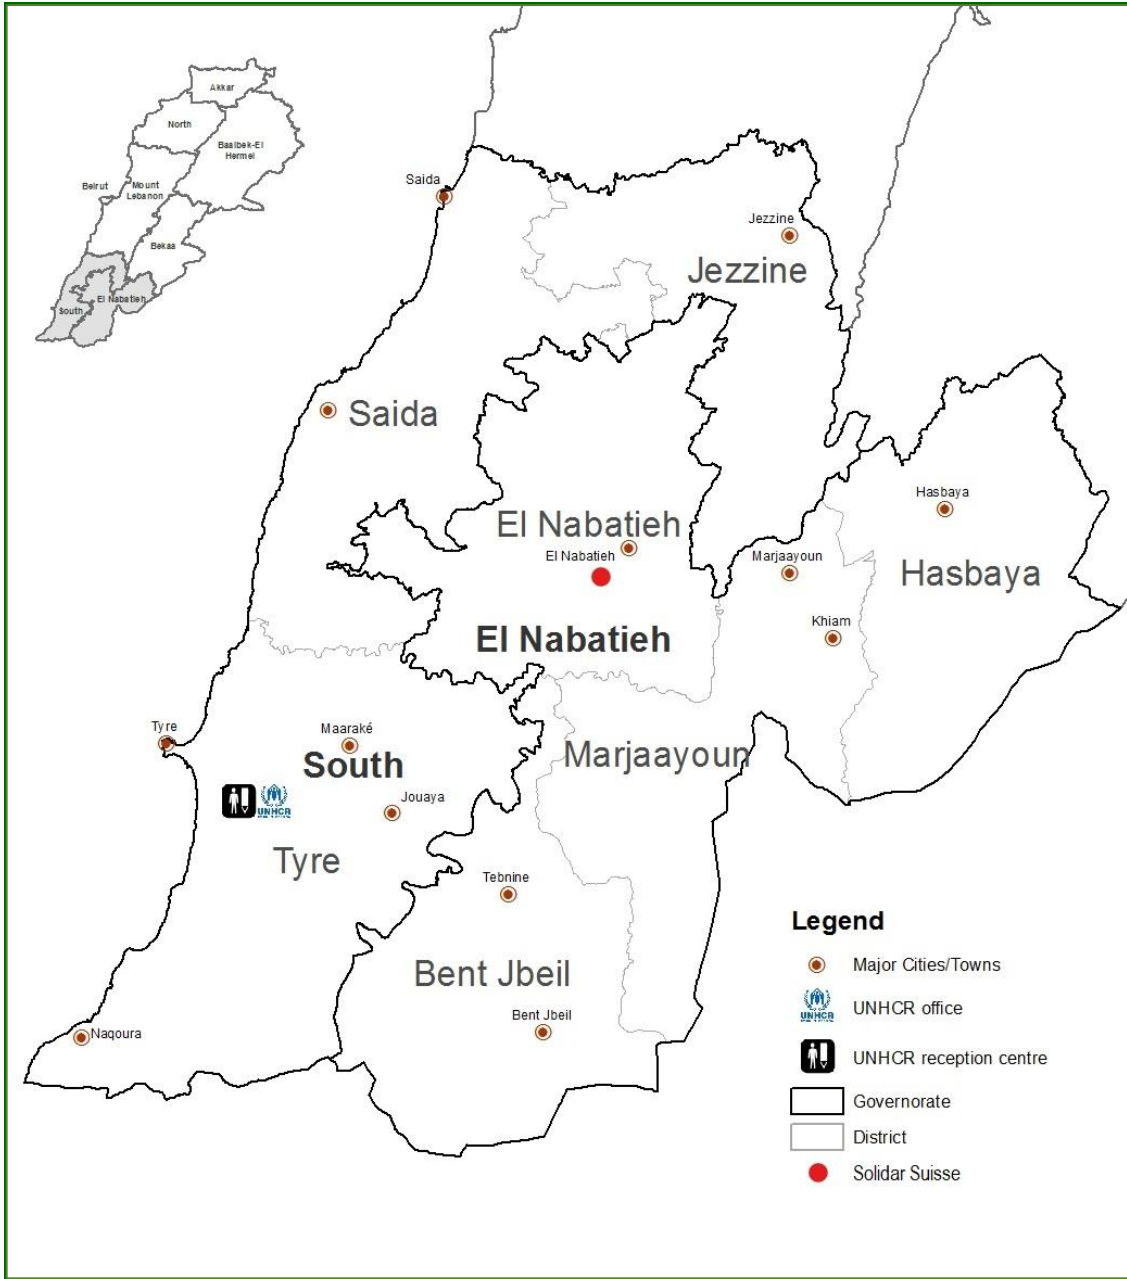 Akkar
North
Baalbek-El
Hermel
Beirut
Mount
Lebanon
Bekaa
El Nabatieh
South
Saida
Jezzine
Jezzine
Saida
Hasbaya
El Nabatieh
El Nabatieh
Marjaayoun
Hasbaya
Khiam
El Nabatieh
Tyre
Maaraké
South
Marjaayoun
Jouaya
UNHCR
Tyre
Tebnine
Bent Jbeil
Bent Jbeil
Naqoura
Legend
Major Cities/Towns
UNHCR
UNHCR office
UNHCR reception centre
Governorate
District
Solidar Suisse